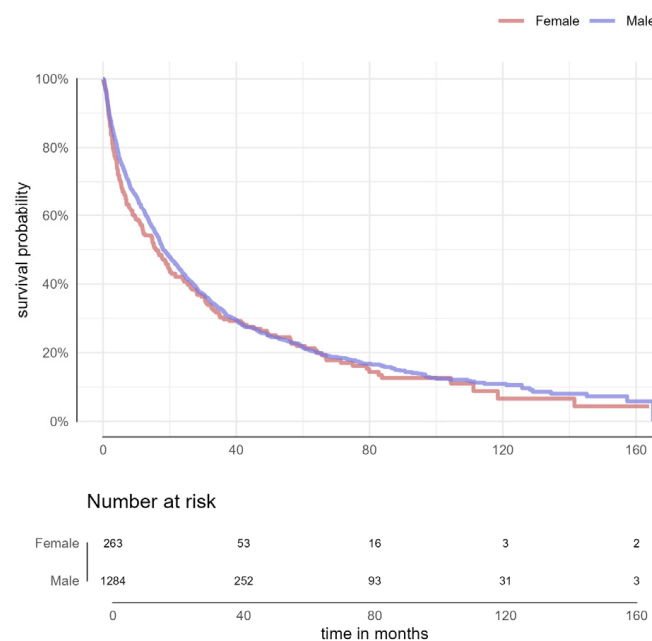 Female Male
100%
80%
60%
40%
20%
0%
survival probability
0 40 80 120 160
Number at risk
Female 263 53 16 3 2
Male 1284 252 93 31 3
0 40 80 120 160
time in months